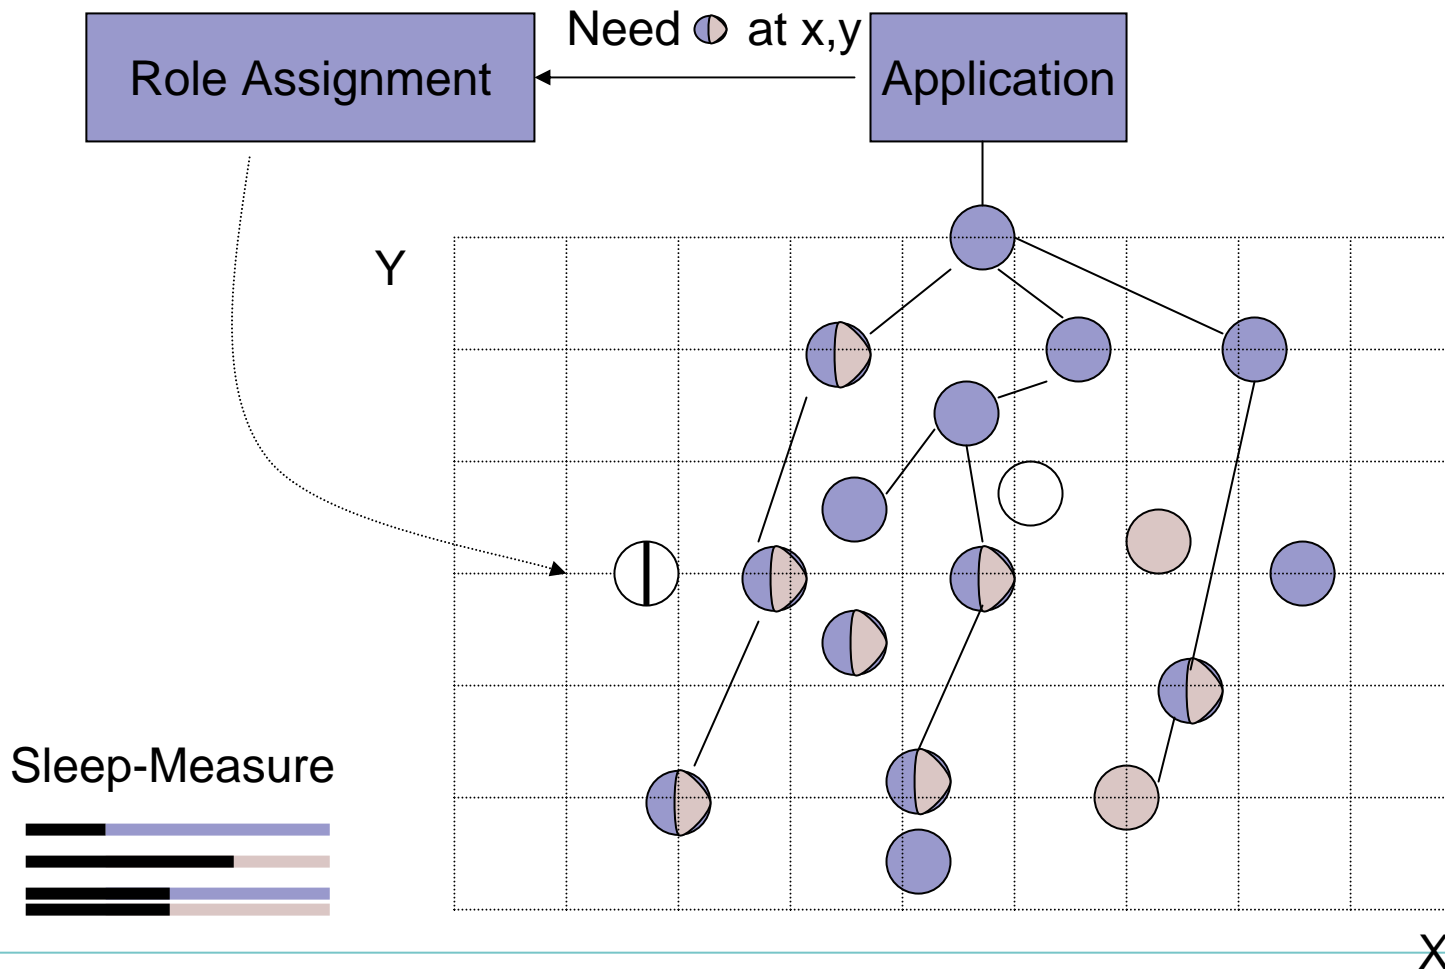 Need at x,y
Role Assignment
Application
Y
Sleep-Measure
X